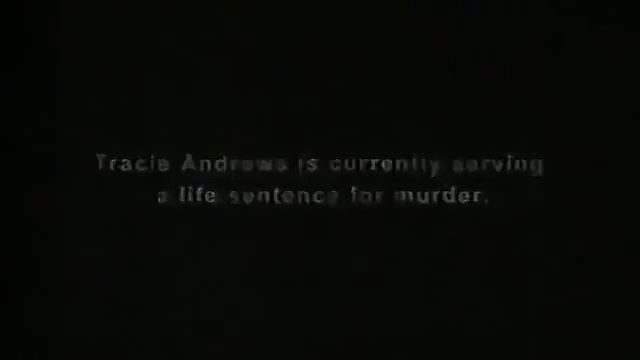 Tracie Andrews is currently serving
a life sentence for murder.